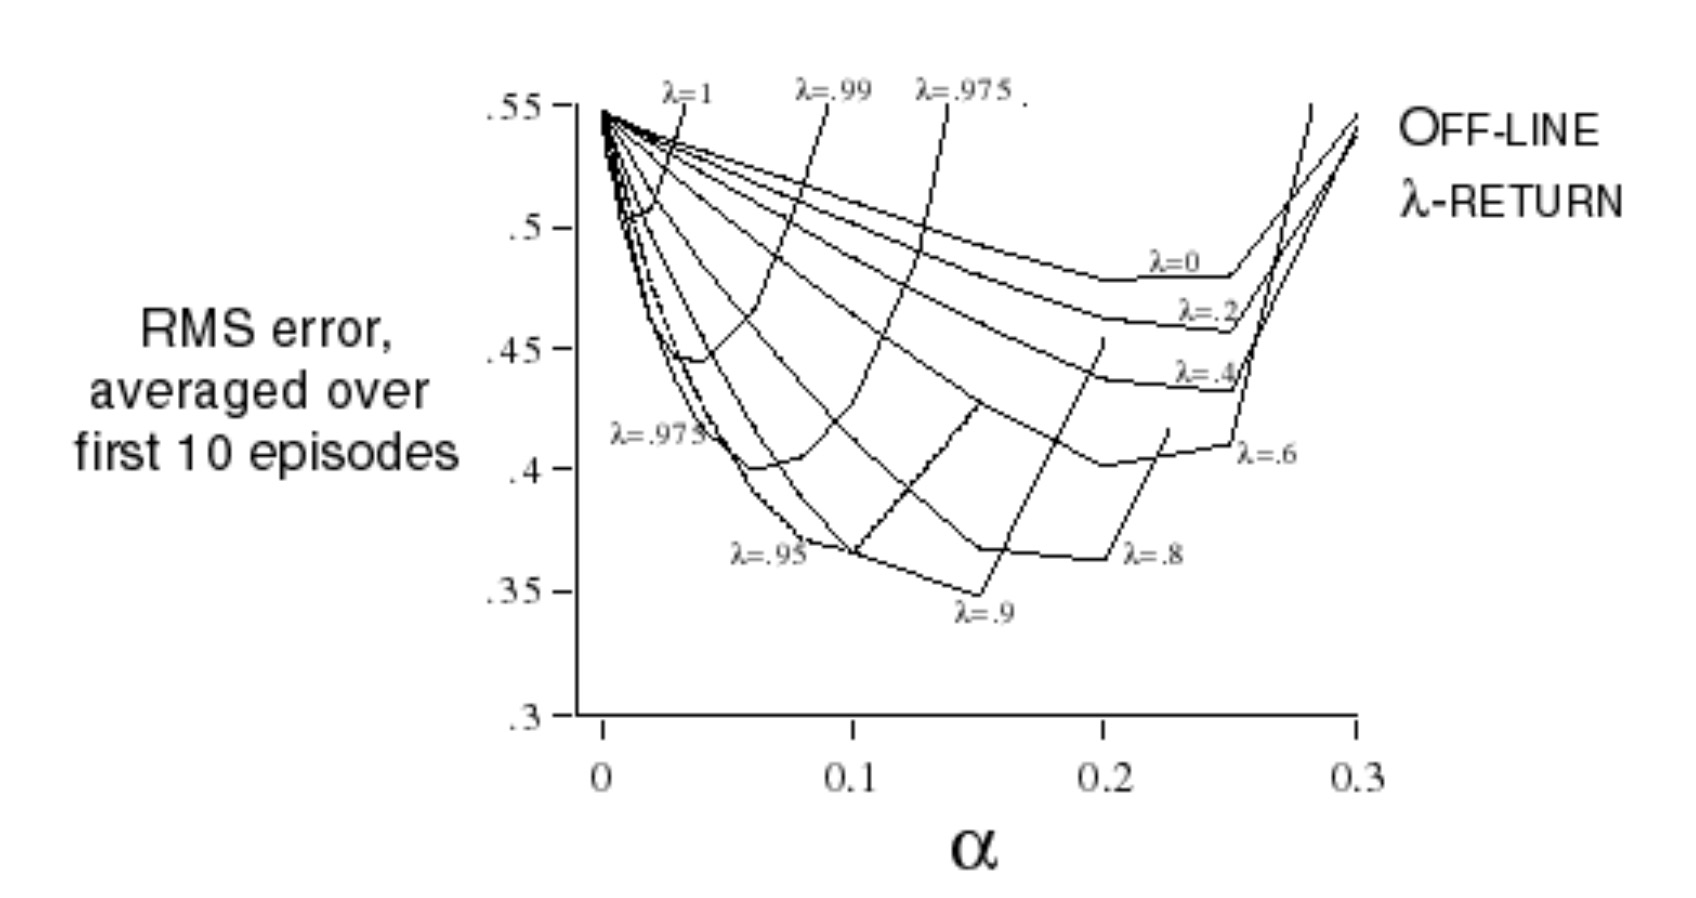 λ=1
λ=.99
λ=.975
.55
OFF-LINE
λ-RETURN
.5
λ=0
λ=.2
RMS error,
averaged over
first 10 episodes
.45
λ=.4
λ=.975
λ=.6
.4
λ=.95
λ=.8
.35
λ=.9
.3
0
0.1
0.2
0.3
α